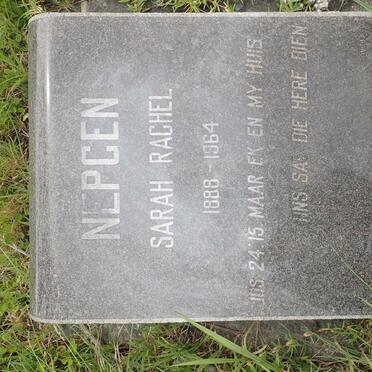 NEPGEN
SARAH RACHEL
1888 - 1964
JOS 24.15 MAAR EK EN MY HUIS
ONS SAL DIE HERE DIEN